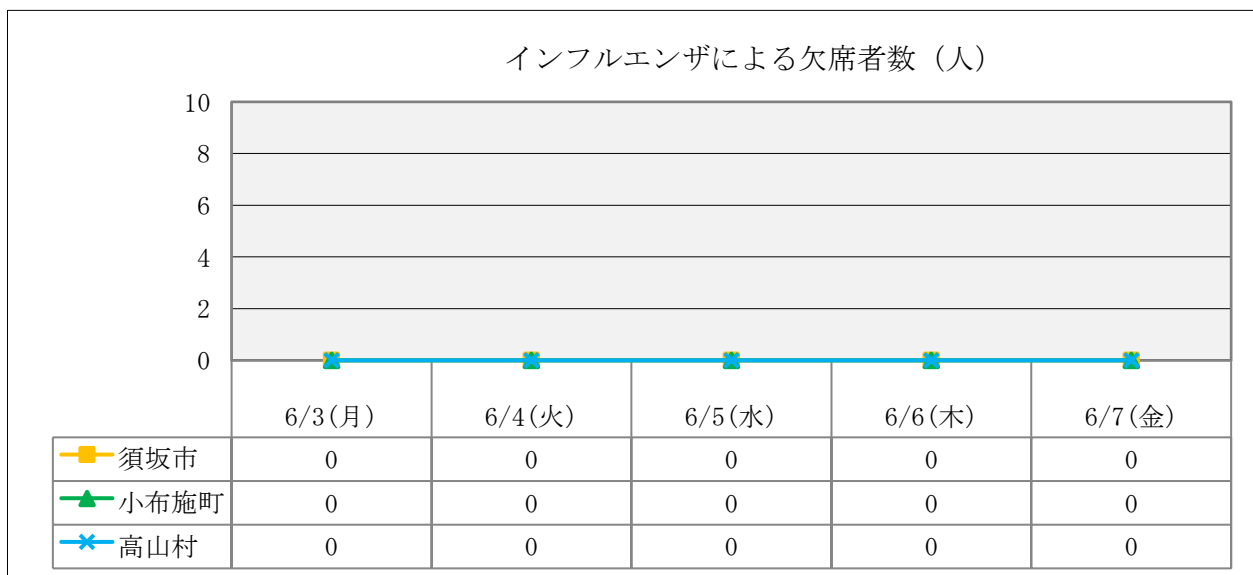 インフルエンザによる欠席者数（人）
10
8
6
4
2
0
6/3(月) 6/4(火) 6/5(水) 6/6(木) 6/7(金)
須坂市 0 0 0 0 0
小布施町 0 0 0 0 0
高山村 0 0 0 0 0